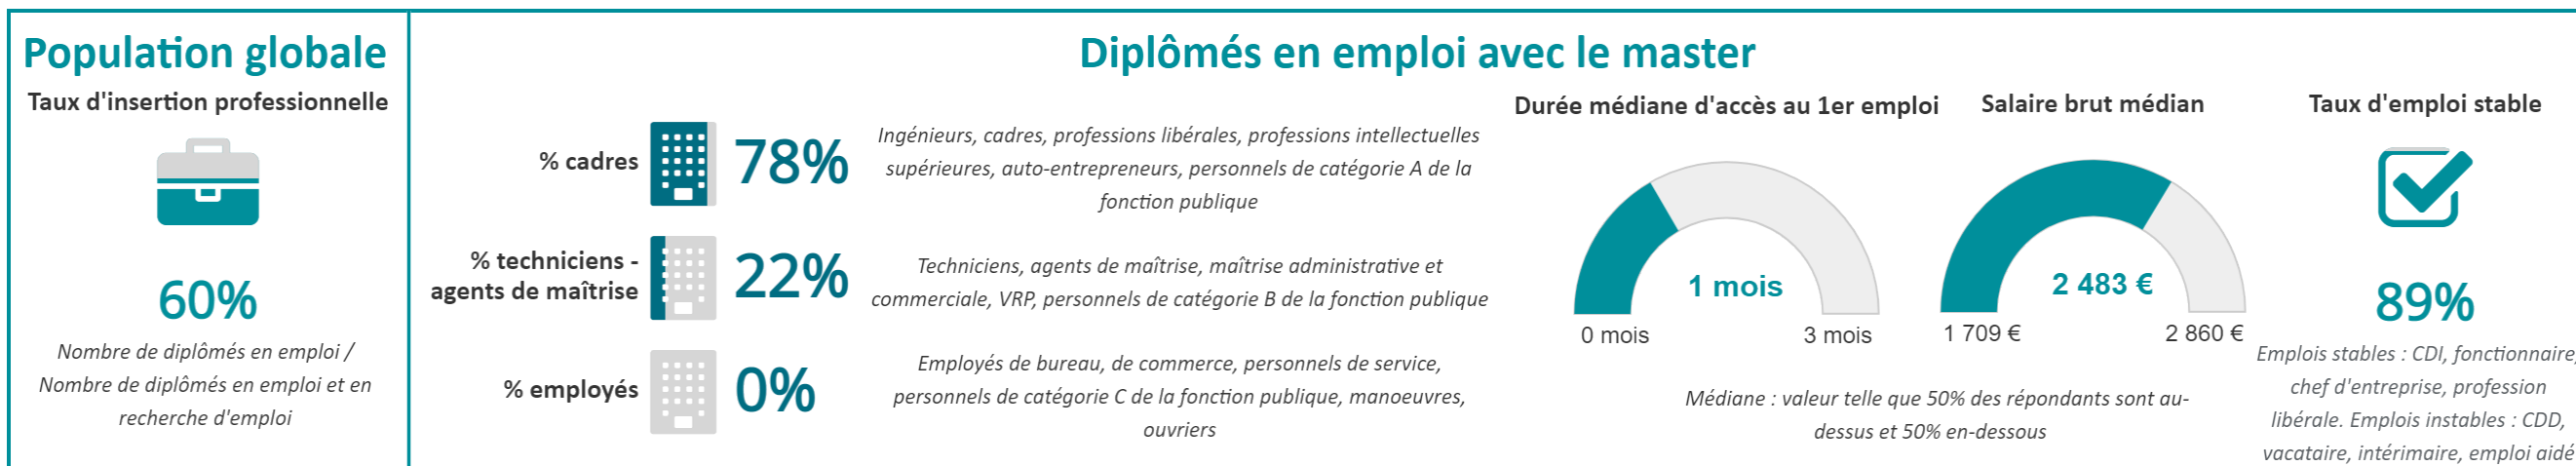 Population globale
Taux d'insertion professionnelle
60%
Nombre de diplômés en emploi /
Nombre de diplômés en emploi et en
recherche d'emploi
Diplômés en emploi avec le master
% cadres
78%
Ingénieurs, cadres, professions libérales, professions intellectuelles
supérieures, auto-entrepreneurs, personnels de catégorie A de la
fonction publique
% techniciens -
agents de maîtrise
22%
Techniciens, agents de maîtrise, maîtrise administrative et
commerciale, VRP, personnels de catégorie B de la fonction publique
% employés
0%
Employés de bureau, de commerce, personnels de service,
personnels de catégorie C de la fonction publique, manoeuvres,
ouvriers
Durée médiane d'accès au 1er emploi
1 mois
0 mois
3 mois
Salaire brut médian
2 483 €
1 709 €
2 860 €
Médiane : valeur telle que 50% des répondants sont au-
dessus et 50% en-dessous
Taux d'emploi stable
89%
Emplois stables : CDI, fonctionnaire,
chef d'entreprise, profession
libérale. Emplois instables : CDD,
vacataire, intérimaire, emploi aidé